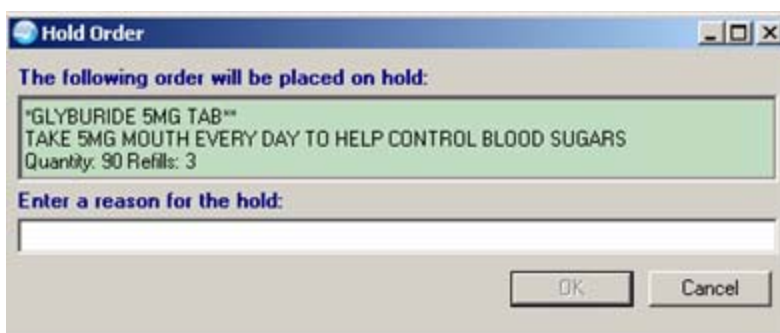 Hold Order
The following order will be placed on hold:
*GLYBURIDE 5MG TAB**
TAKE 5MG MOUTH EVERY DAY TO HELP CONTROL BLOOD SUGARS
Quantity: 90 Refills: 3
Enter a reason for the hold:
OK Cancel